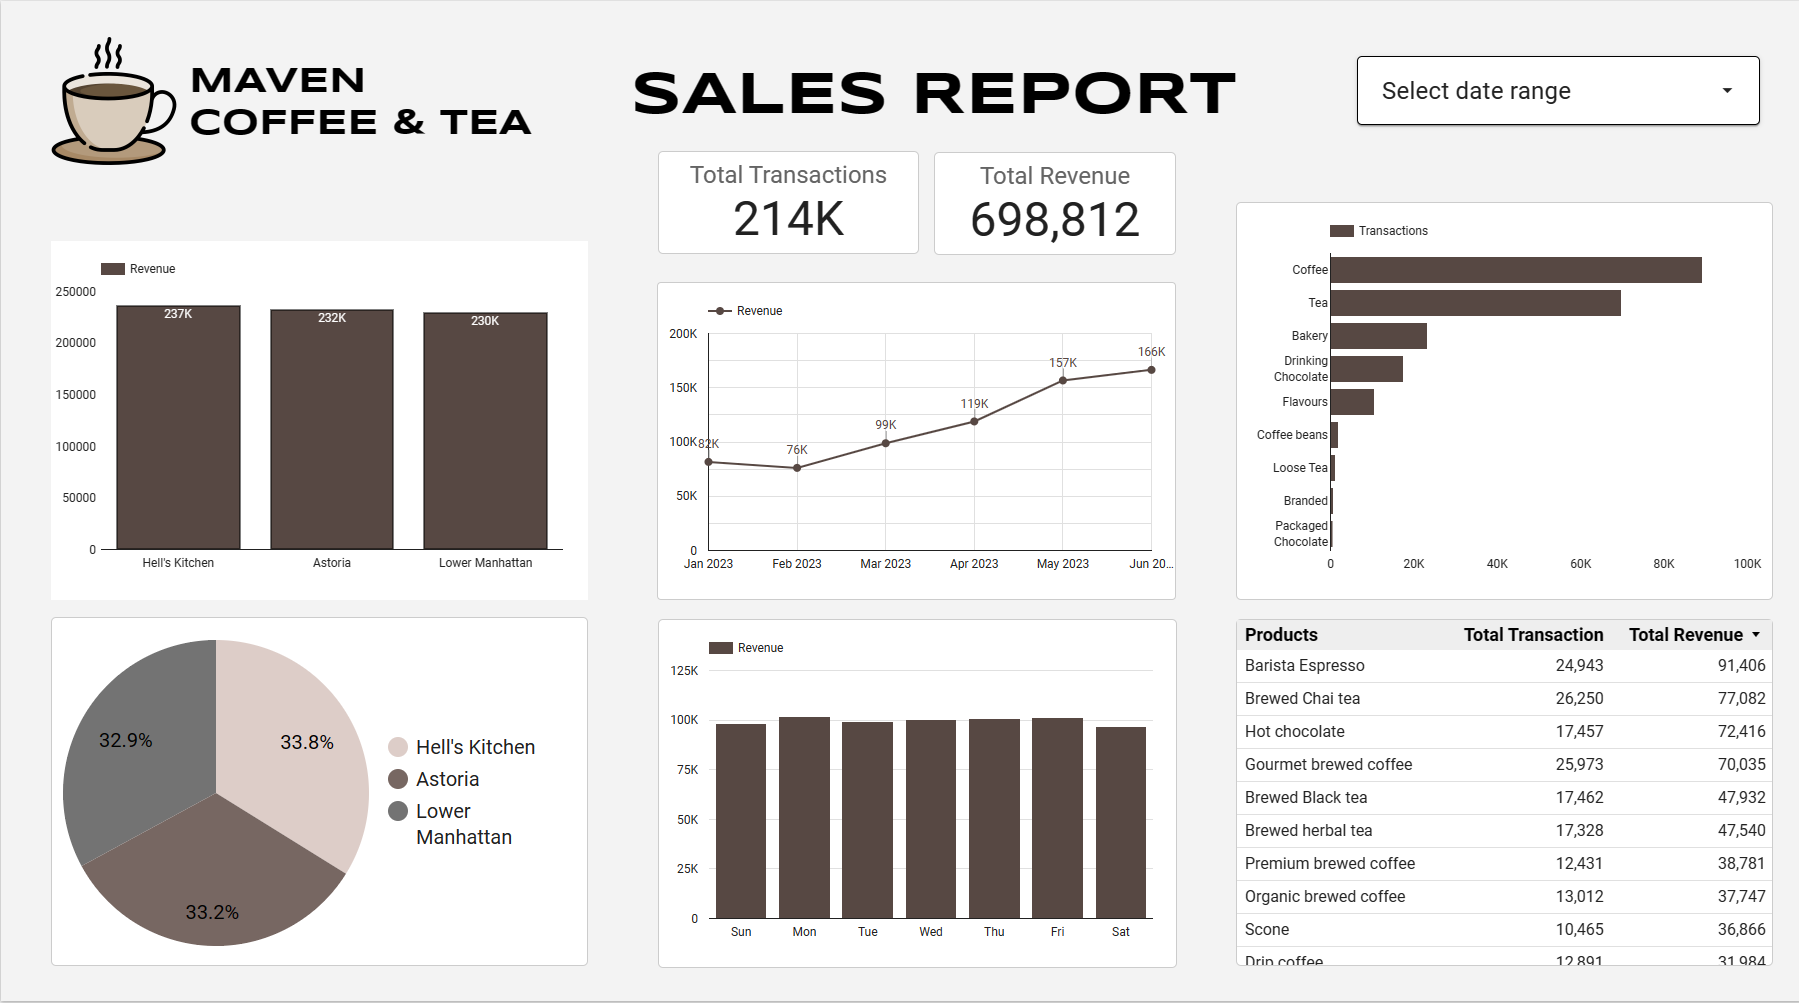 MAVEN
COFFEE & TEA
SALES REPORT
Select date range
Total Transactions
214K
Total Revenue
698,812
Revenue
250000
200000
150000
100000
50000
0
237K
232K
230K
Hell's Kitchen
Astoria
Lower Manhattan
Revenue
200K
150K
100K
50K
0
82K
76K
99K
119K
157K
166K
Jan 2023
Feb 2023
Mar 2023
Apr 2023
May 2023
Jun 20...
Transactions
Coffee
Tea
Bakery
Drinking
Chocolate
Flavours
Coffee beans
Loose Tea
Branded
Packaged
Chocolate
0
20K
40K
60K
80K
100K
32.9%
33.8%
33.2%
Hell's Kitchen
Astoria
Lower
Manhattan
Revenue
125K
100K
75K
50K
25K
0
Sun
Mon
Tue
Wed
Thu
Fri
Sat
Products Total Transaction Total Revenue
Barista Espresso 24,943 91,406
Brewed Chai tea 26,250 77,082
Hot chocolate 17,457 72,416
Gourmet brewed coffee 25,973 70,035
Brewed Black tea 17,462 47,932
Brewed herbal tea 17,328 47,540
Premium brewed coffee 12,431 38,781
Organic brewed coffee 13,012 37,747
Scone 10,465 36,866
Drip coffee 12,891 31,984